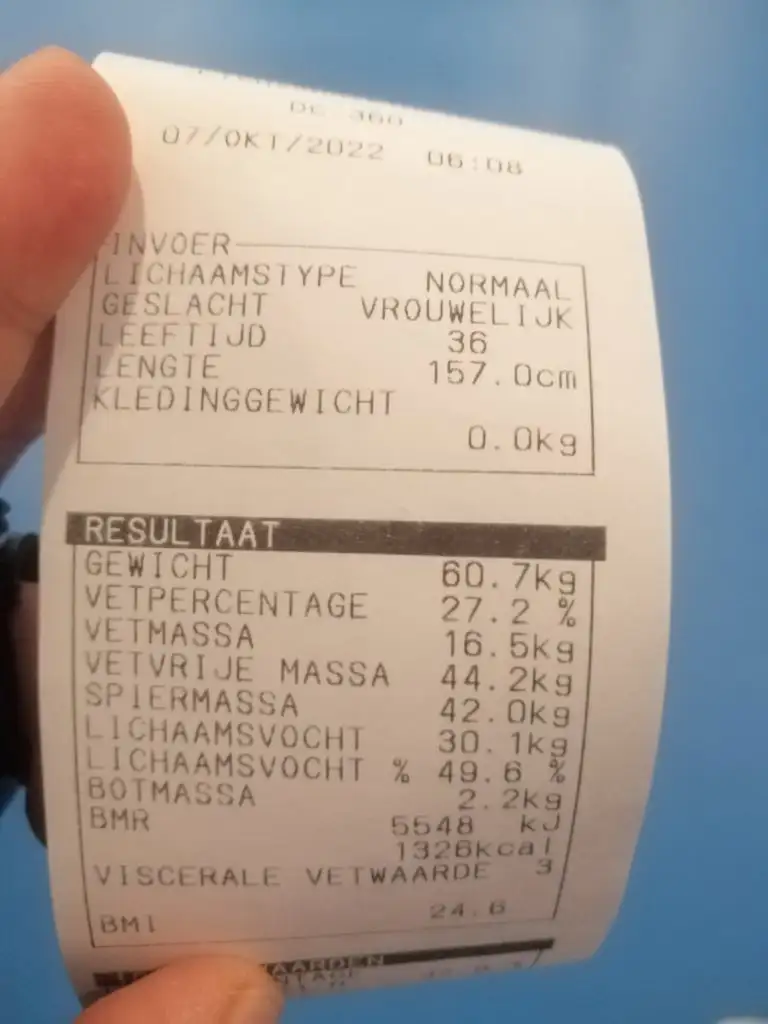 DC 360
07/OKT/2022 06:08
INVOER
LICHAAMSTYPE NORMAAL
GESLACHT VROUWELIJK
LEEFTIJD 36
LENGTE 157.0cm
KLEDINGGEWICHT
0.0kg
RESULTAAT
GEWICHT 60.7kg
VETPERCENTAGE 27.2 %
VETMASSA 16.5kg
VETVRIJE MASSA 44.2kg
SPIERMASSA 42.0kg
LICHAAMSVOCHT 30.1kg
LICHAAMSVOCHT % 49.6 %
BOTMASSA 2.2kg
BMR 5548 kJ
1326kcal
VISCERALE VETWAARDE 3
BMI 24.6